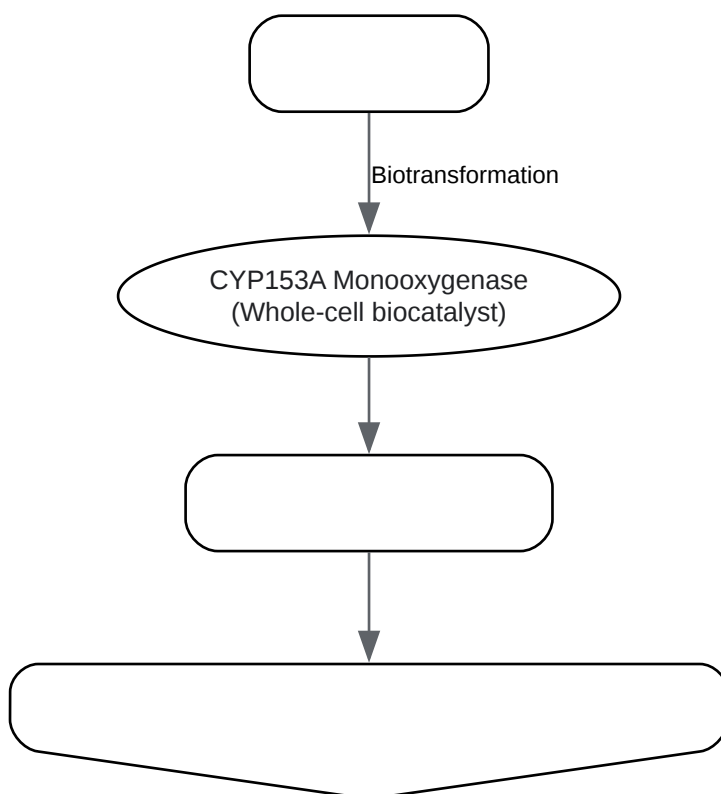 Biotransformation
CYP153A Monooxygenase
(Whole-cell biocatalyst)